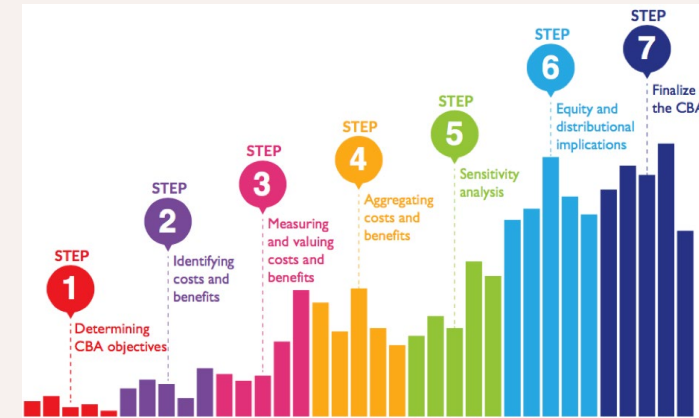 STEP
1
Determining
CBA objectives
STEP
2
Identifying
costs and
benefits
STEP
3
Measuring
and valuing
costs and
benefits
STEP
4
Aggregating
costs and
benefits
STEP
5
Sensitivity
analysis
STEP
6
Equity and
distributional
implications
STEP
7
Finalize
the CBA